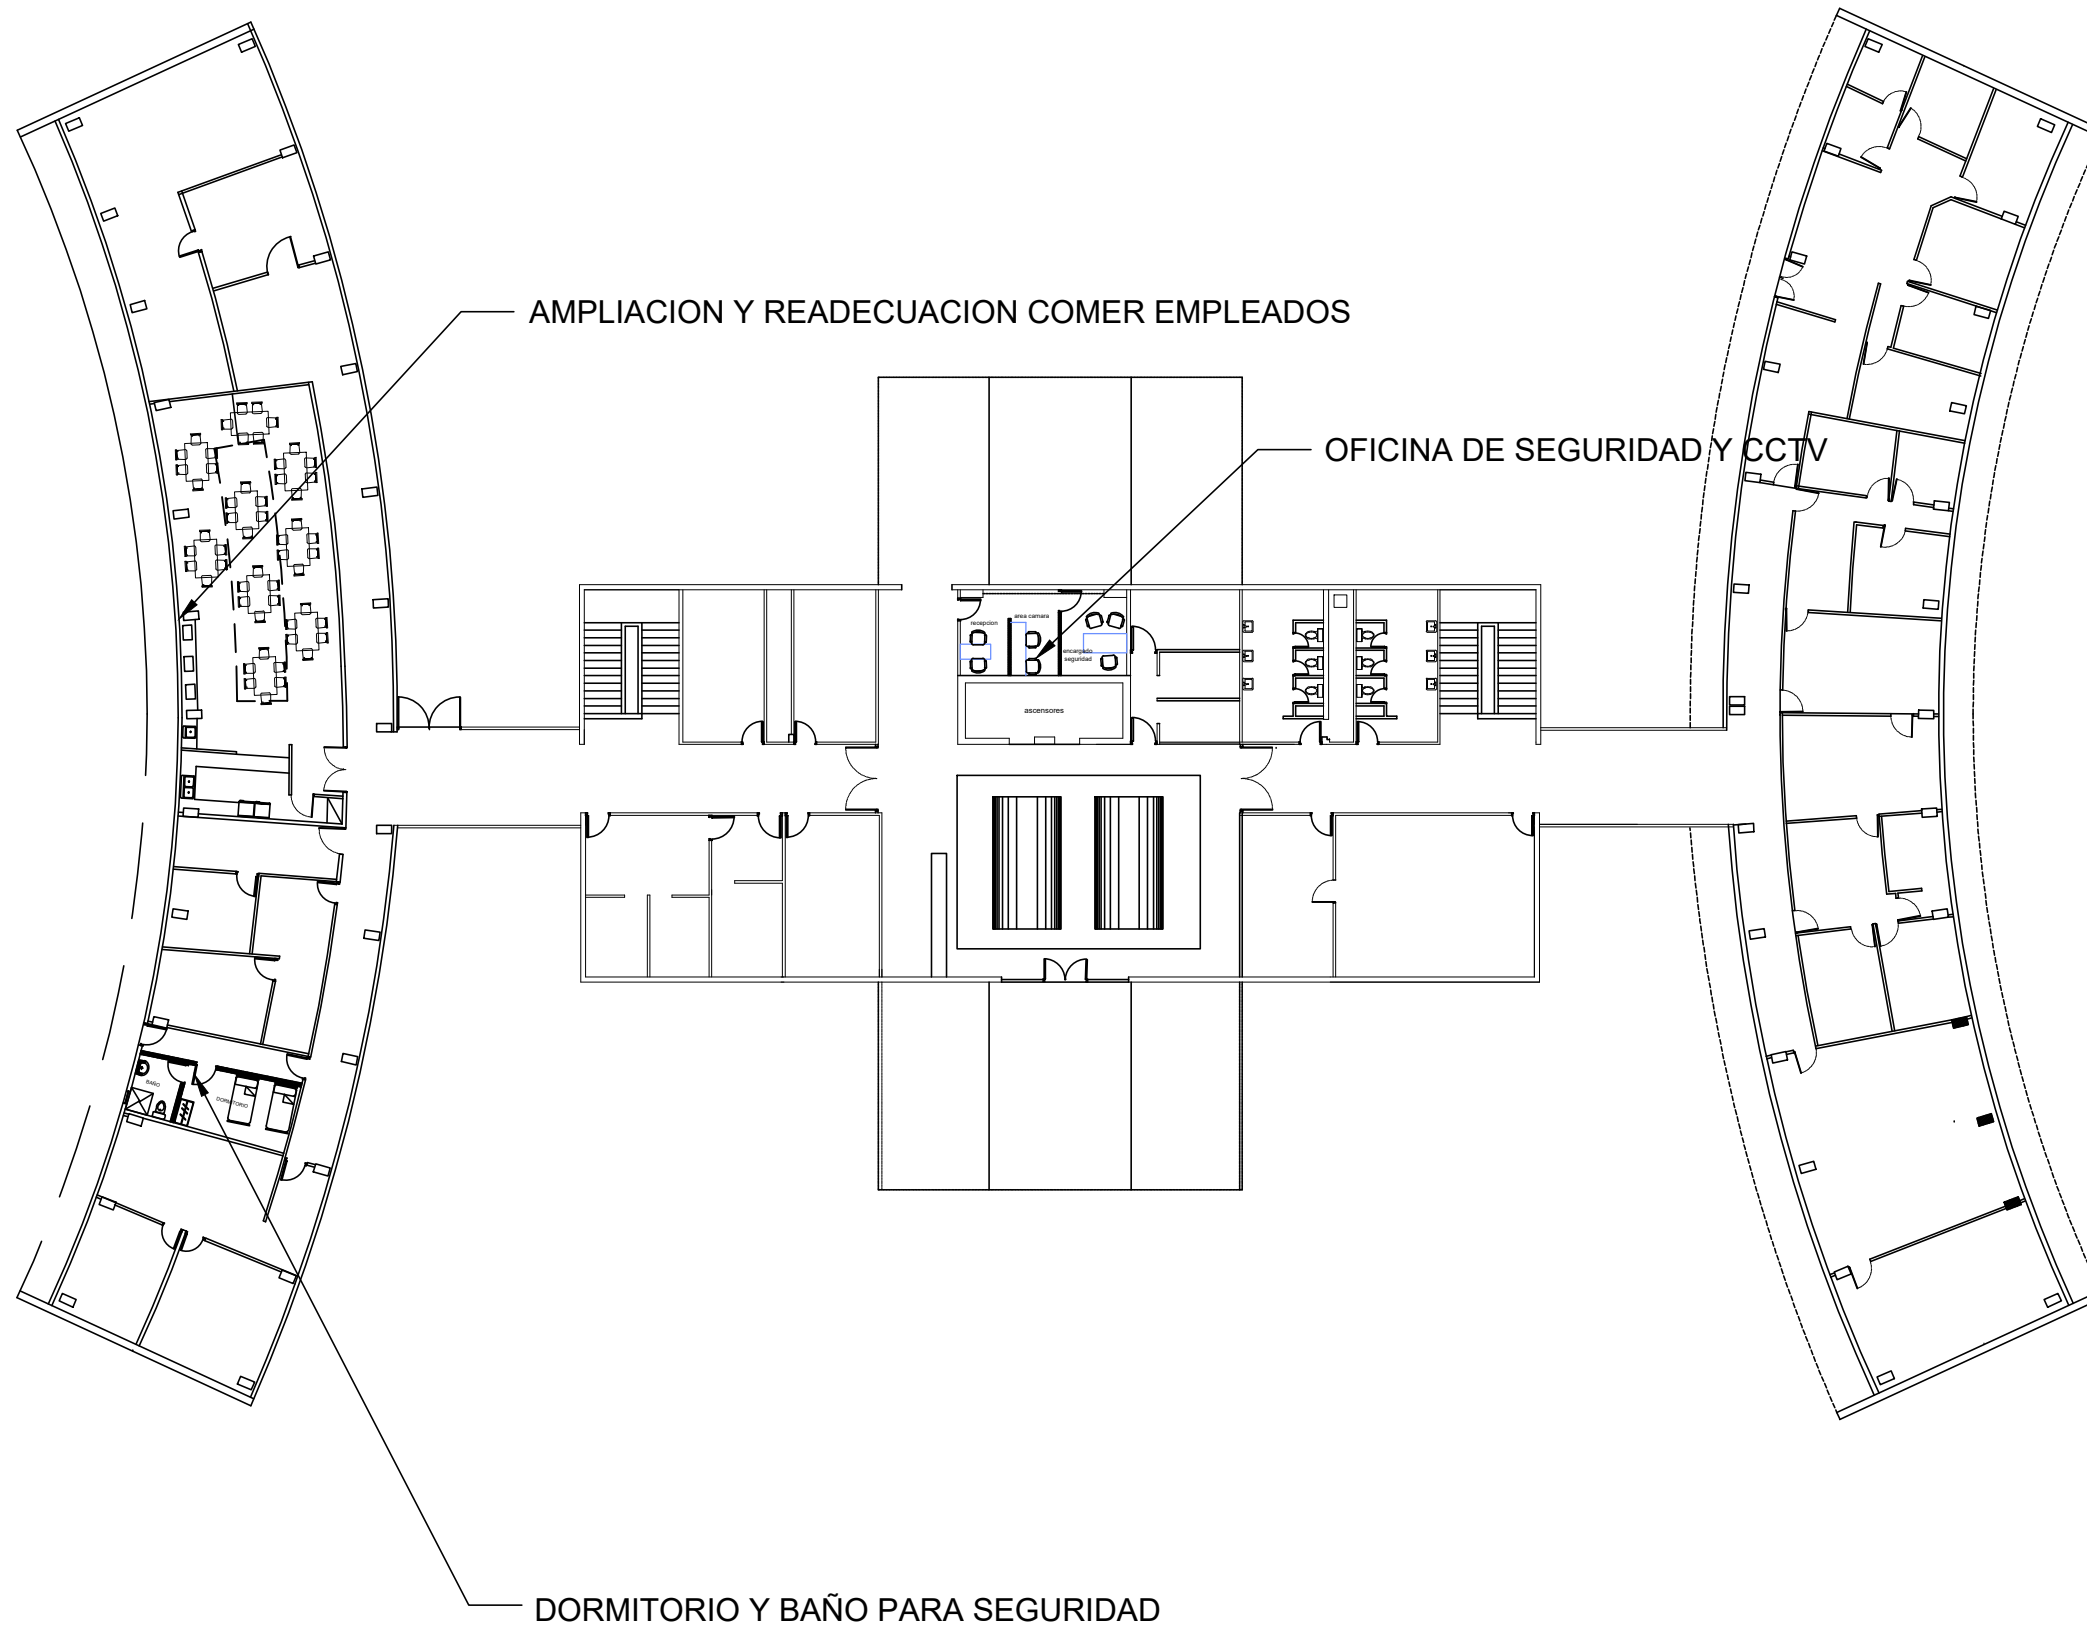 AMPLIACION Y READECUACION COMER EMPLEADOS
OFICINA DE SEGURIDAD Y CCTV
recepcion
area camara
encargado
seguridad
ascensores
BAÑO
DORMITORIO
DORMITORIO Y BAÑO PARA SEGURIDAD